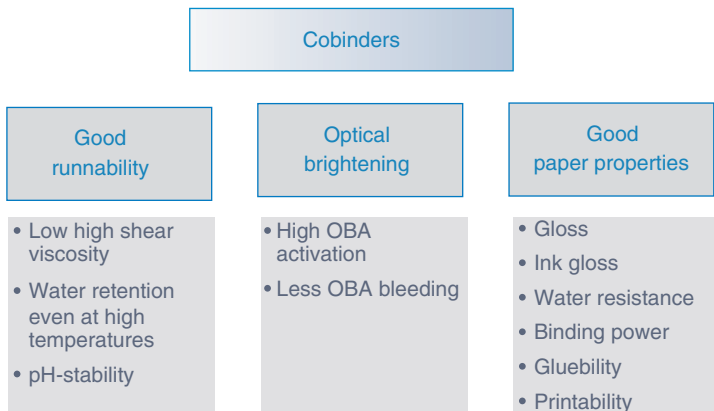 Cobinders
Good
runnability
• Low high shear
viscosity
• Water retention
even at high
temperatures
• pH-stability
Optical
brightening
• High OBA
activation
• Less OBA bleeding
Good
paper properties
• Gloss
• Ink gloss
• Water resistance
• Binding power
• Gluebility
• Printability